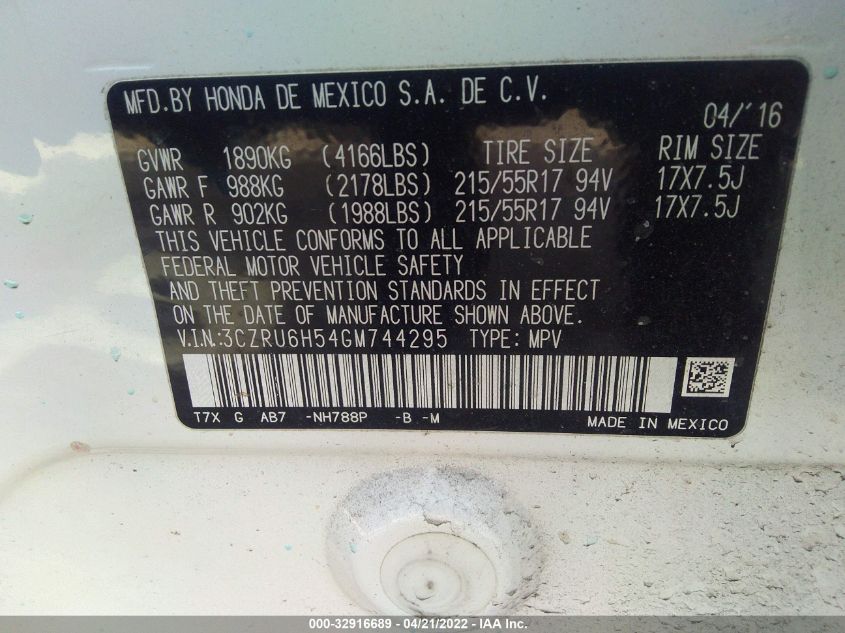 MFD.BY HONDA DE MEXICO S.A. DE C.V.
04/'16
GVWR 1890KG (4166LBS) TIRE SIZE RIM SIZE
GAWR F 988KG (2178LBS) 215/55R17 94V 17X7.5J
GAWR R 902KG (1988LBS) 215/55R17 94V 17X7.5J
THIS VEHICLE CONFORMS TO ALL APPLICABLE
FEDERAL MOTOR VEHICLE SAFETY
AND THEFT PREVENTION STANDARDS IN EFFECT
ON THE DATE OF MANUFACTURE SHOWN ABOVE.
V.I.N.:3CZRU6H54GM744295 TYPE: MPV
T7X G AB7 -NH788P -B -M
MADE IN MEXICO
000-32916689 - 04/21/2022 - IAA Inc.